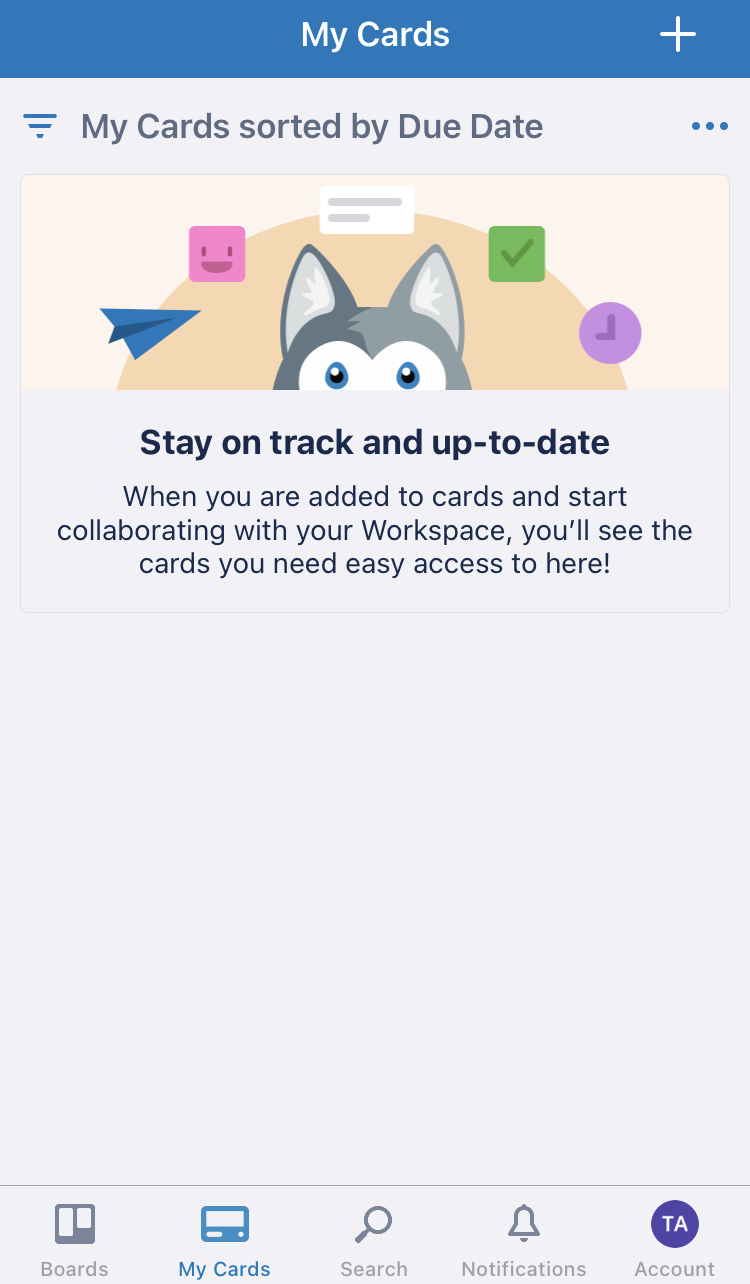 My Cards
My Cards sorted by Due Date
Stay on track and up-to-date
When you are added to cards and start
collaborating with your Workspace, you’ll see the
cards you need easy access to here!
TA
Boards My Cards Search Notifications Account